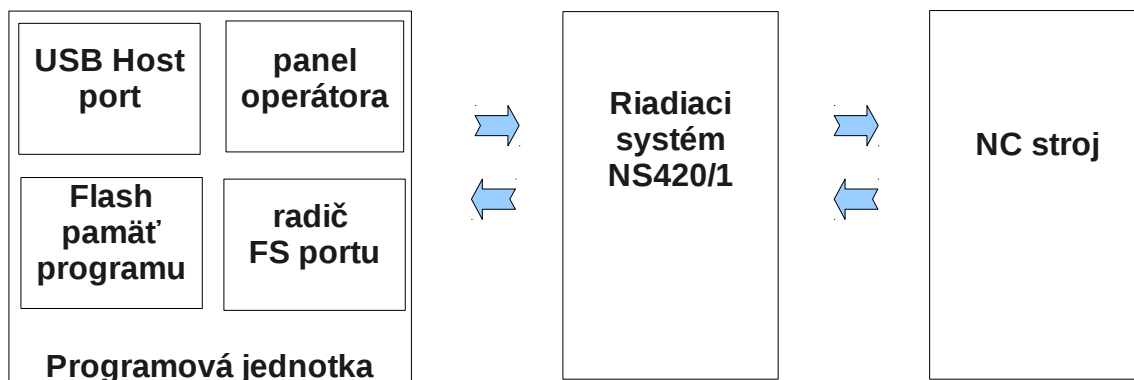 USB Host
port
panel
operátora
Flash
pamäť
programu
radič
FS portu
Programová jednotka
Riadiaci
systém
NS420/1
NC stroj